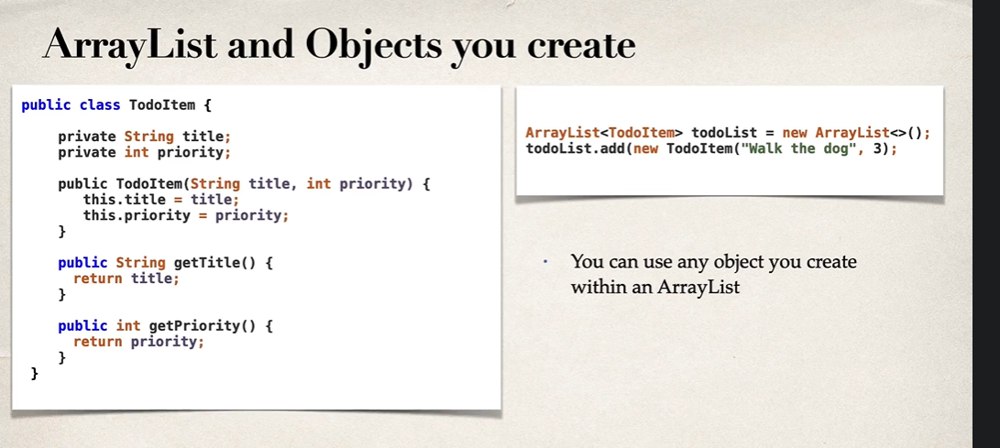 ArrayList and Objects you create
public class TodoItem {
private String title;
private int priority;
public TodoItem(String title, int priority) {
this.title = title;
this.priority = priority;
}
public String getTitle() {
return title;
}
public int getPriority() {
return priority;
}
}
ArrayList<TodoItem> todoList = new ArrayList<>();
todoList.add(new TodoItem("Walk the dog", 3);
· You can use any object you create
within an ArrayList